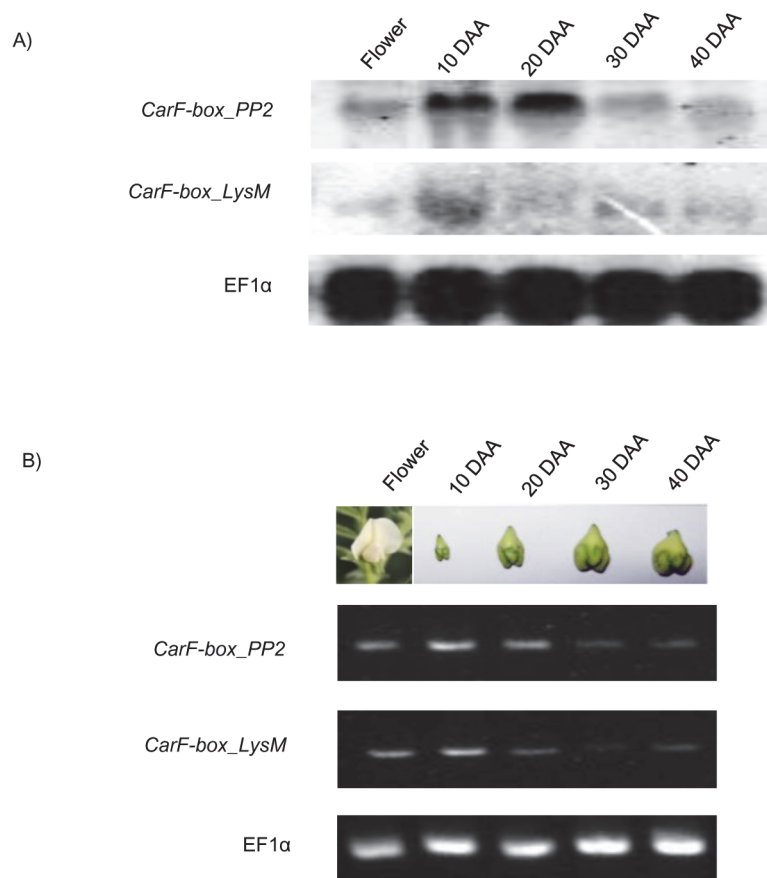 A)
Flower 10 DAA 20 DAA 30 DAA 40 DAA
CarF-box_PP2
CarF-box_LysM
EF1α
B)
Flower 10 DAA 20 DAA 30 DAA 40 DAA
CarF-box_PP2
CarF-box_LysM
EF1α